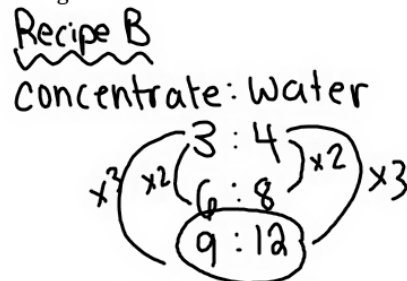 Recipe B
concentrate : water
3 : 4
x3 x2 6 : 8 x2 x3
9 : 12